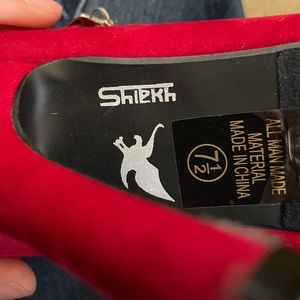 Shiekh
ALL MAN MADE
MATERIAL
MADE IN CHINA
7½